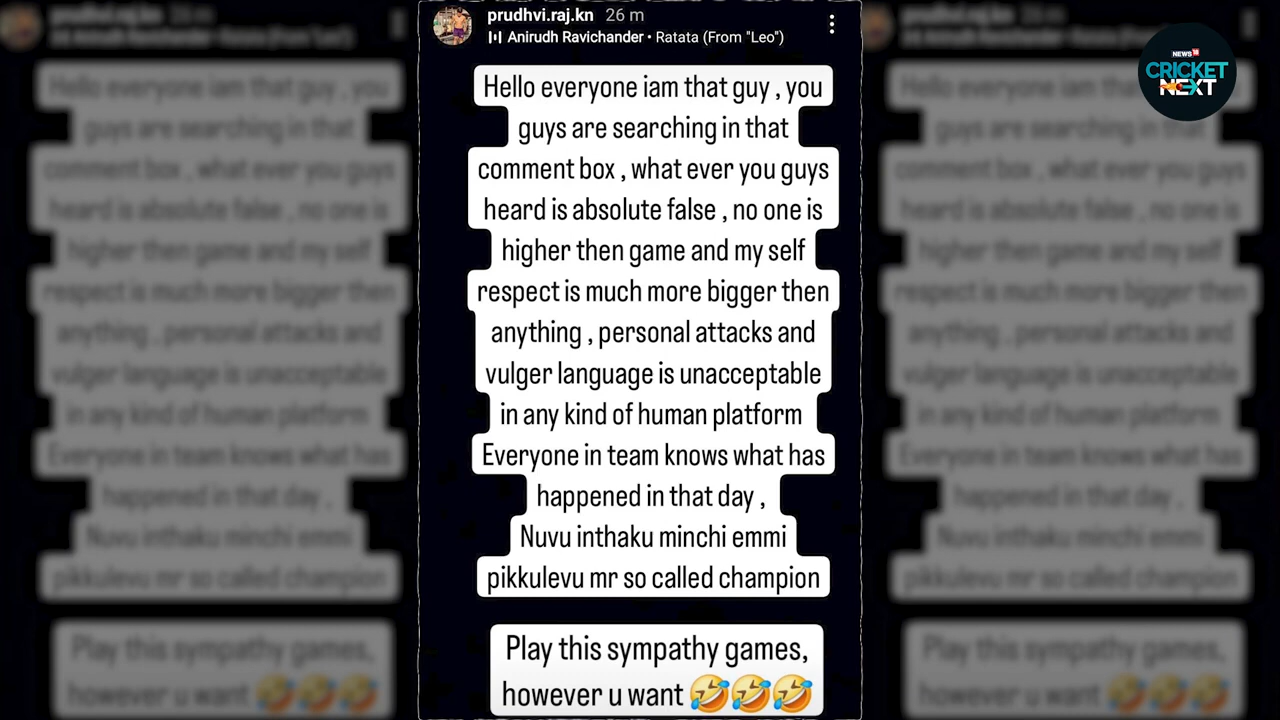 prudhvi.raj.kn 26 m
Anirudh Ravichander • Ratata (From "Leo")
NEWS18
CRICKET
NEXT
Hello everyone iam that guy , you
guys are searching in that
comment box , what ever you guys
heard is absolute false , no one is
higher then game and my self
respect is much more bigger then
anything , personal attacks and
vulger language is unacceptable
in any kind of human platform
Everyone in team knows what has
happened in that day ,
Nuvu inthaku minchi emmi
pikkulevu mr so called champion
Play this sympathy games,
however u want 🤣🤣🤣